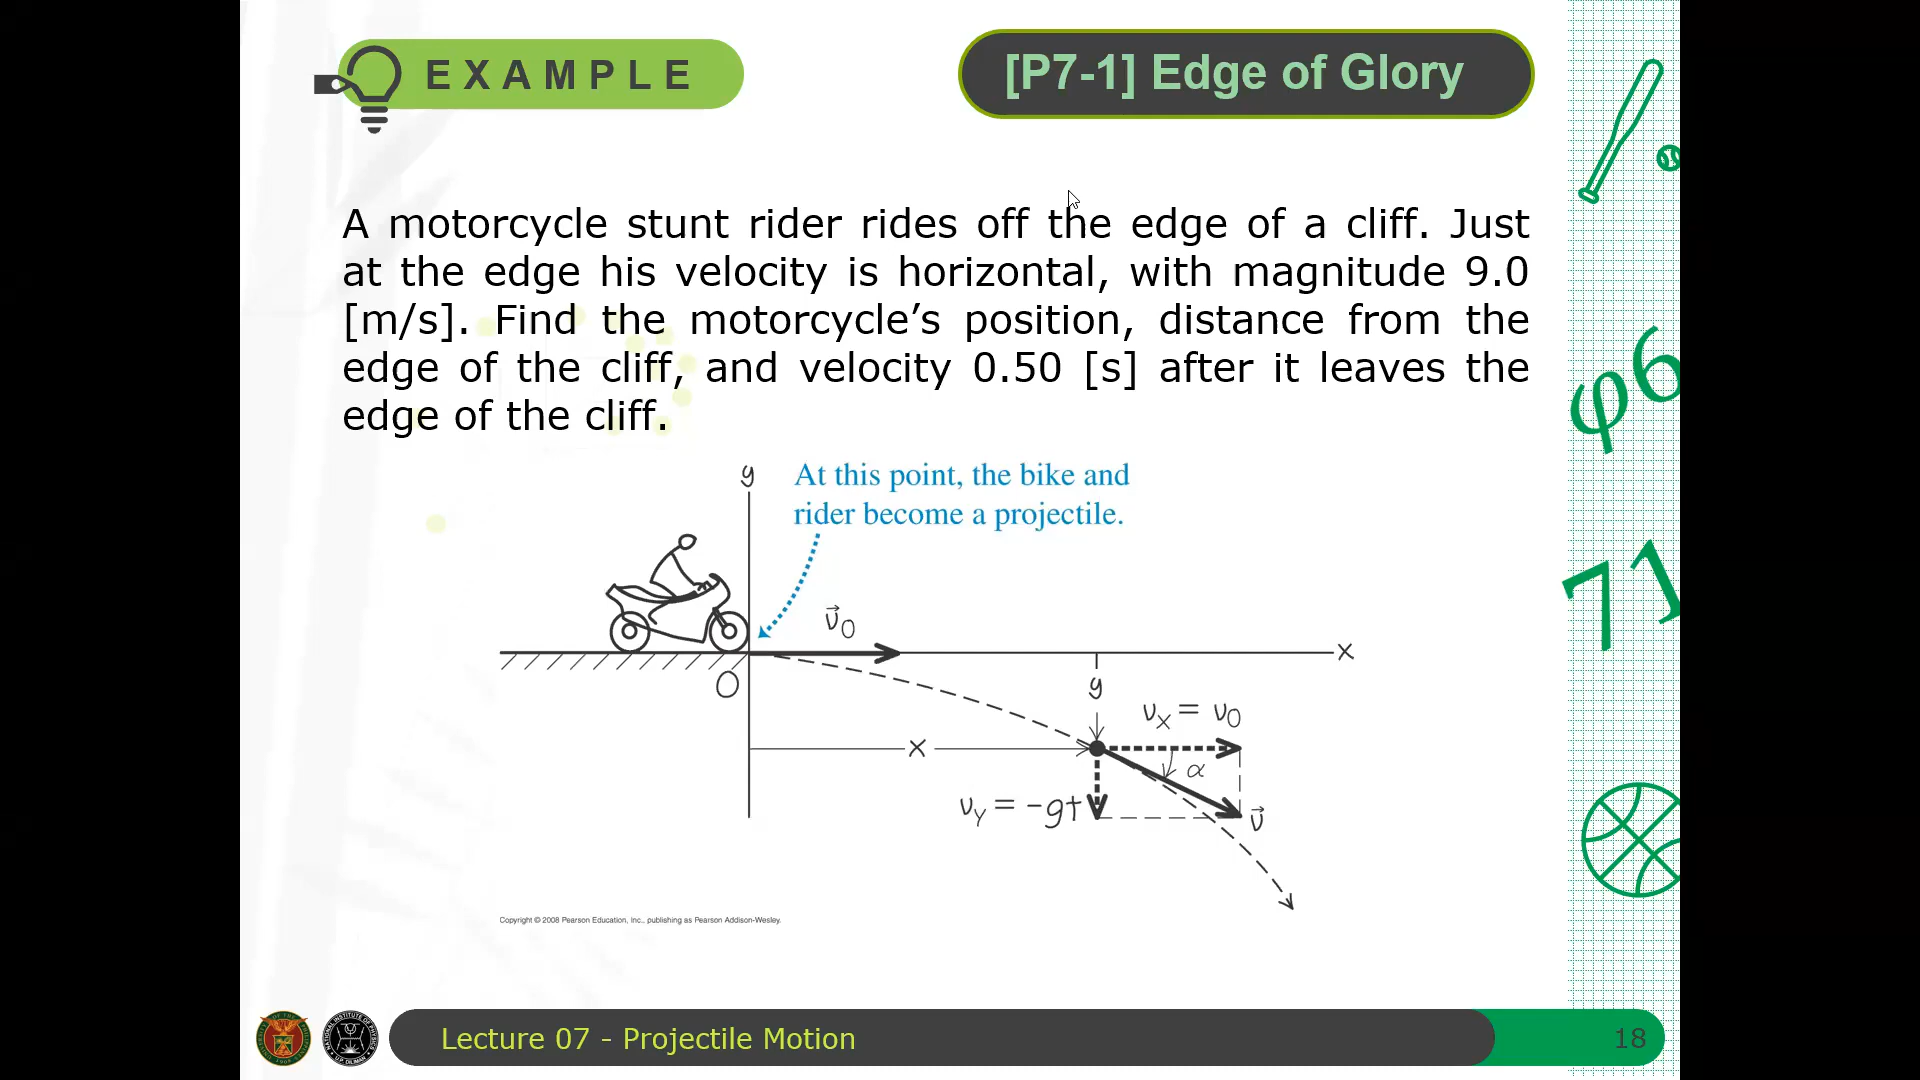 EXAMPLE
[P7-1] Edge of Glory
A motorcycle stunt rider rides off the edge of a cliff. Just
at the edge his velocity is horizontal, with magnitude 9.0
[m/s]. Find the motorcycle’s position, distance from the
edge of the cliff, and velocity 0.50 [s] after it leaves the
edge of the cliff.
y
At this point, the bike and
rider become a projectile.
v⃗0
x
O
y
vx = v0
x
α
vy = -gt
v⃗
Copyright © 2008 Pearson Education, Inc., publishing as Pearson Addison-Wesley.
φ6
71
Lecture 07 - Projectile Motion
18